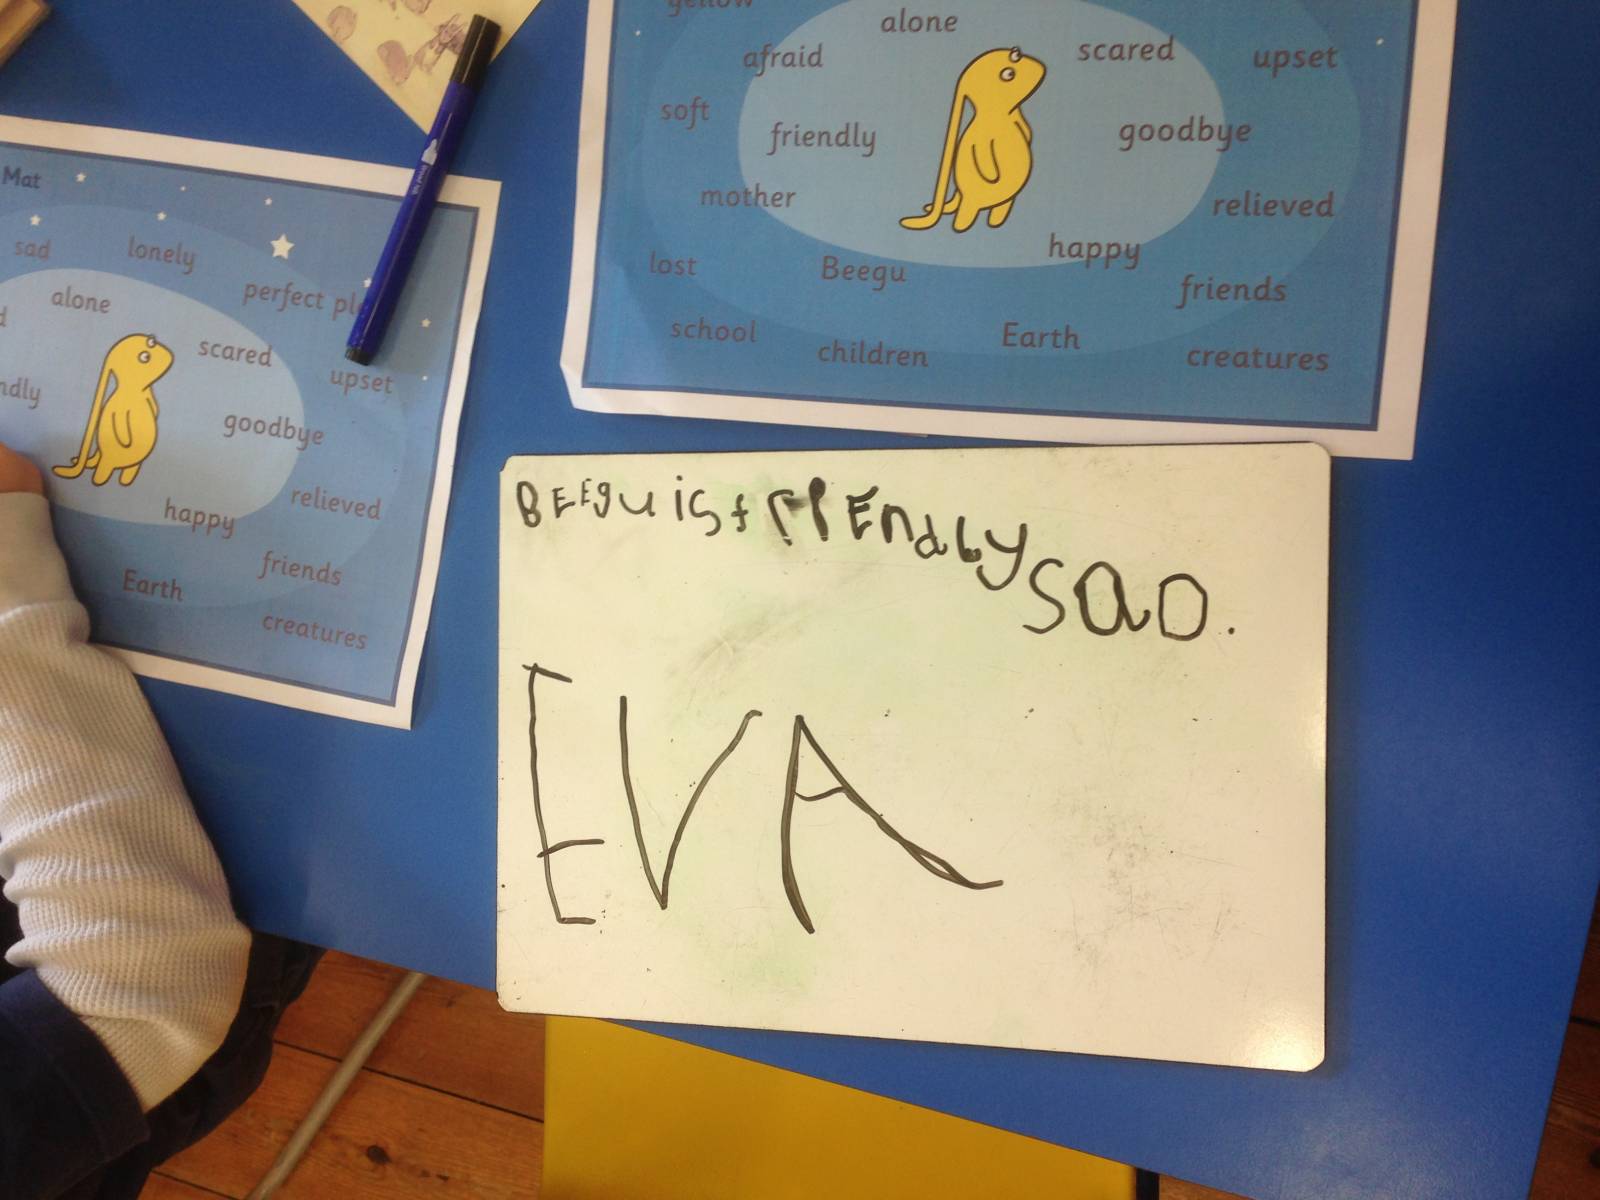 yellow
alone
afraid
scared
upset
soft
friendly
goodbye
mother
relieved
happy
lost
Beegu
friends
school
children
Earth
creatures
Mat
sad
lonely
perfect
alone
scared
upset
goodbye
relieved
happy
friends
Earth
creatures
BEEgu is friEndLy
SaD.
EVA